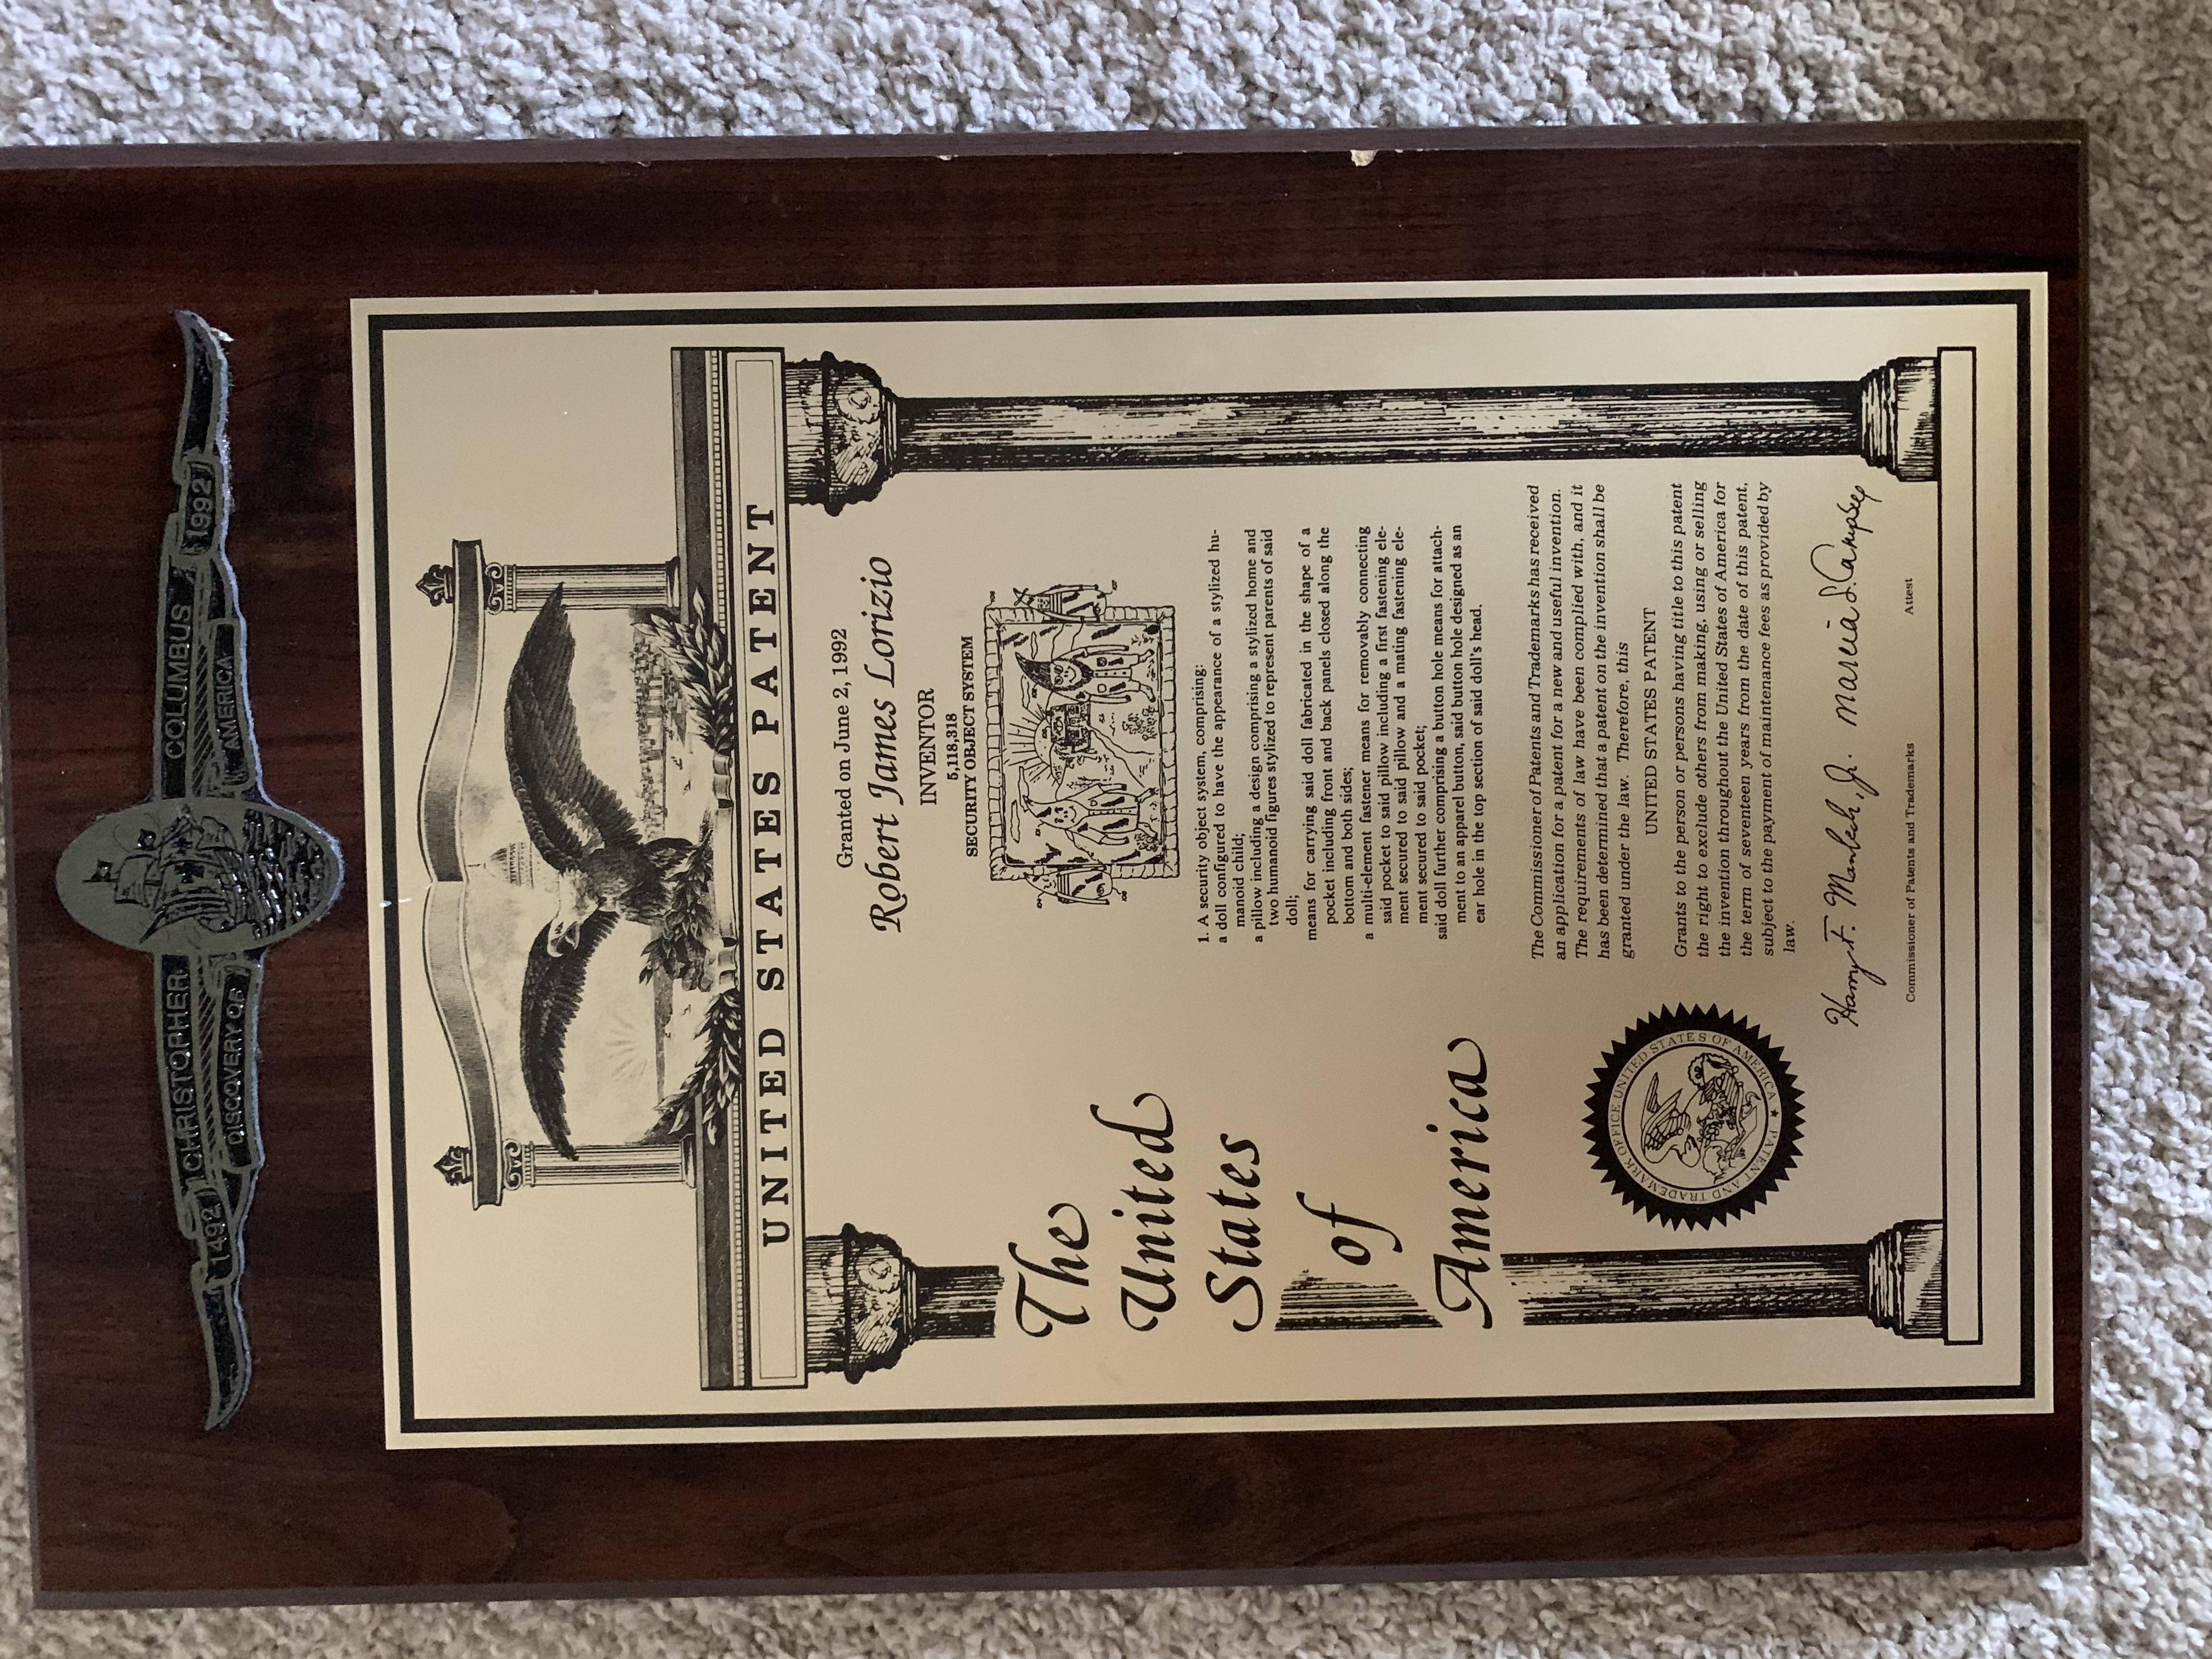 1492 CHRISTOPHER COLUMBUS 1992
DISCOVERY OF AMERICA
UNITED STATES PATENT
Granted on June 2, 1992
Robert James Lorizio
INVENTOR
5,118,318
SECURITY OBJECT SYSTEM
The
United
States
of
America
1. A security object system, comprising:
a doll configured to have the appearance of a stylized hu-
manoid child;
a pillow including a design comprising a stylized home and
two humanoid figures stylized to represent parents of said
doll;
means for carrying said doll fabricated in the shape of a
pocket including front and back panels closed along the
bottom and both sides;
a multi-element fastener means for removably connecting
said pocket to said pillow including a first fastening ele-
ment secured to said pillow and a mating fastening ele-
ment secured to said pocket;
said doll further comprising a button hole means for attach-
ment to an apparel button, said button hole designed as an
ear hole in the top section of said doll's head.
The Commissioner of Patents and Trademarks has received
an application for a patent for a new and useful invention.
The requirements of law have been complied with, and it
has been determined that a patent on the invention shall be
granted under the law. Therefore, this
UNITED STATES PATENT
Grants to the person or persons having title to this patent
the right to exclude others from making, using or selling
the invention throughout the United States of America for
the term of seventeen years from the date of this patent,
subject to the payment of maintenance fees as provided by
law.
PATENT AND TRADEMARK OFFICE UNITED STATES OF AMERICA
Harry F. Manbeck, Jr. Marcia L. Campbell
Commissioner of Patents and Trademarks Attest